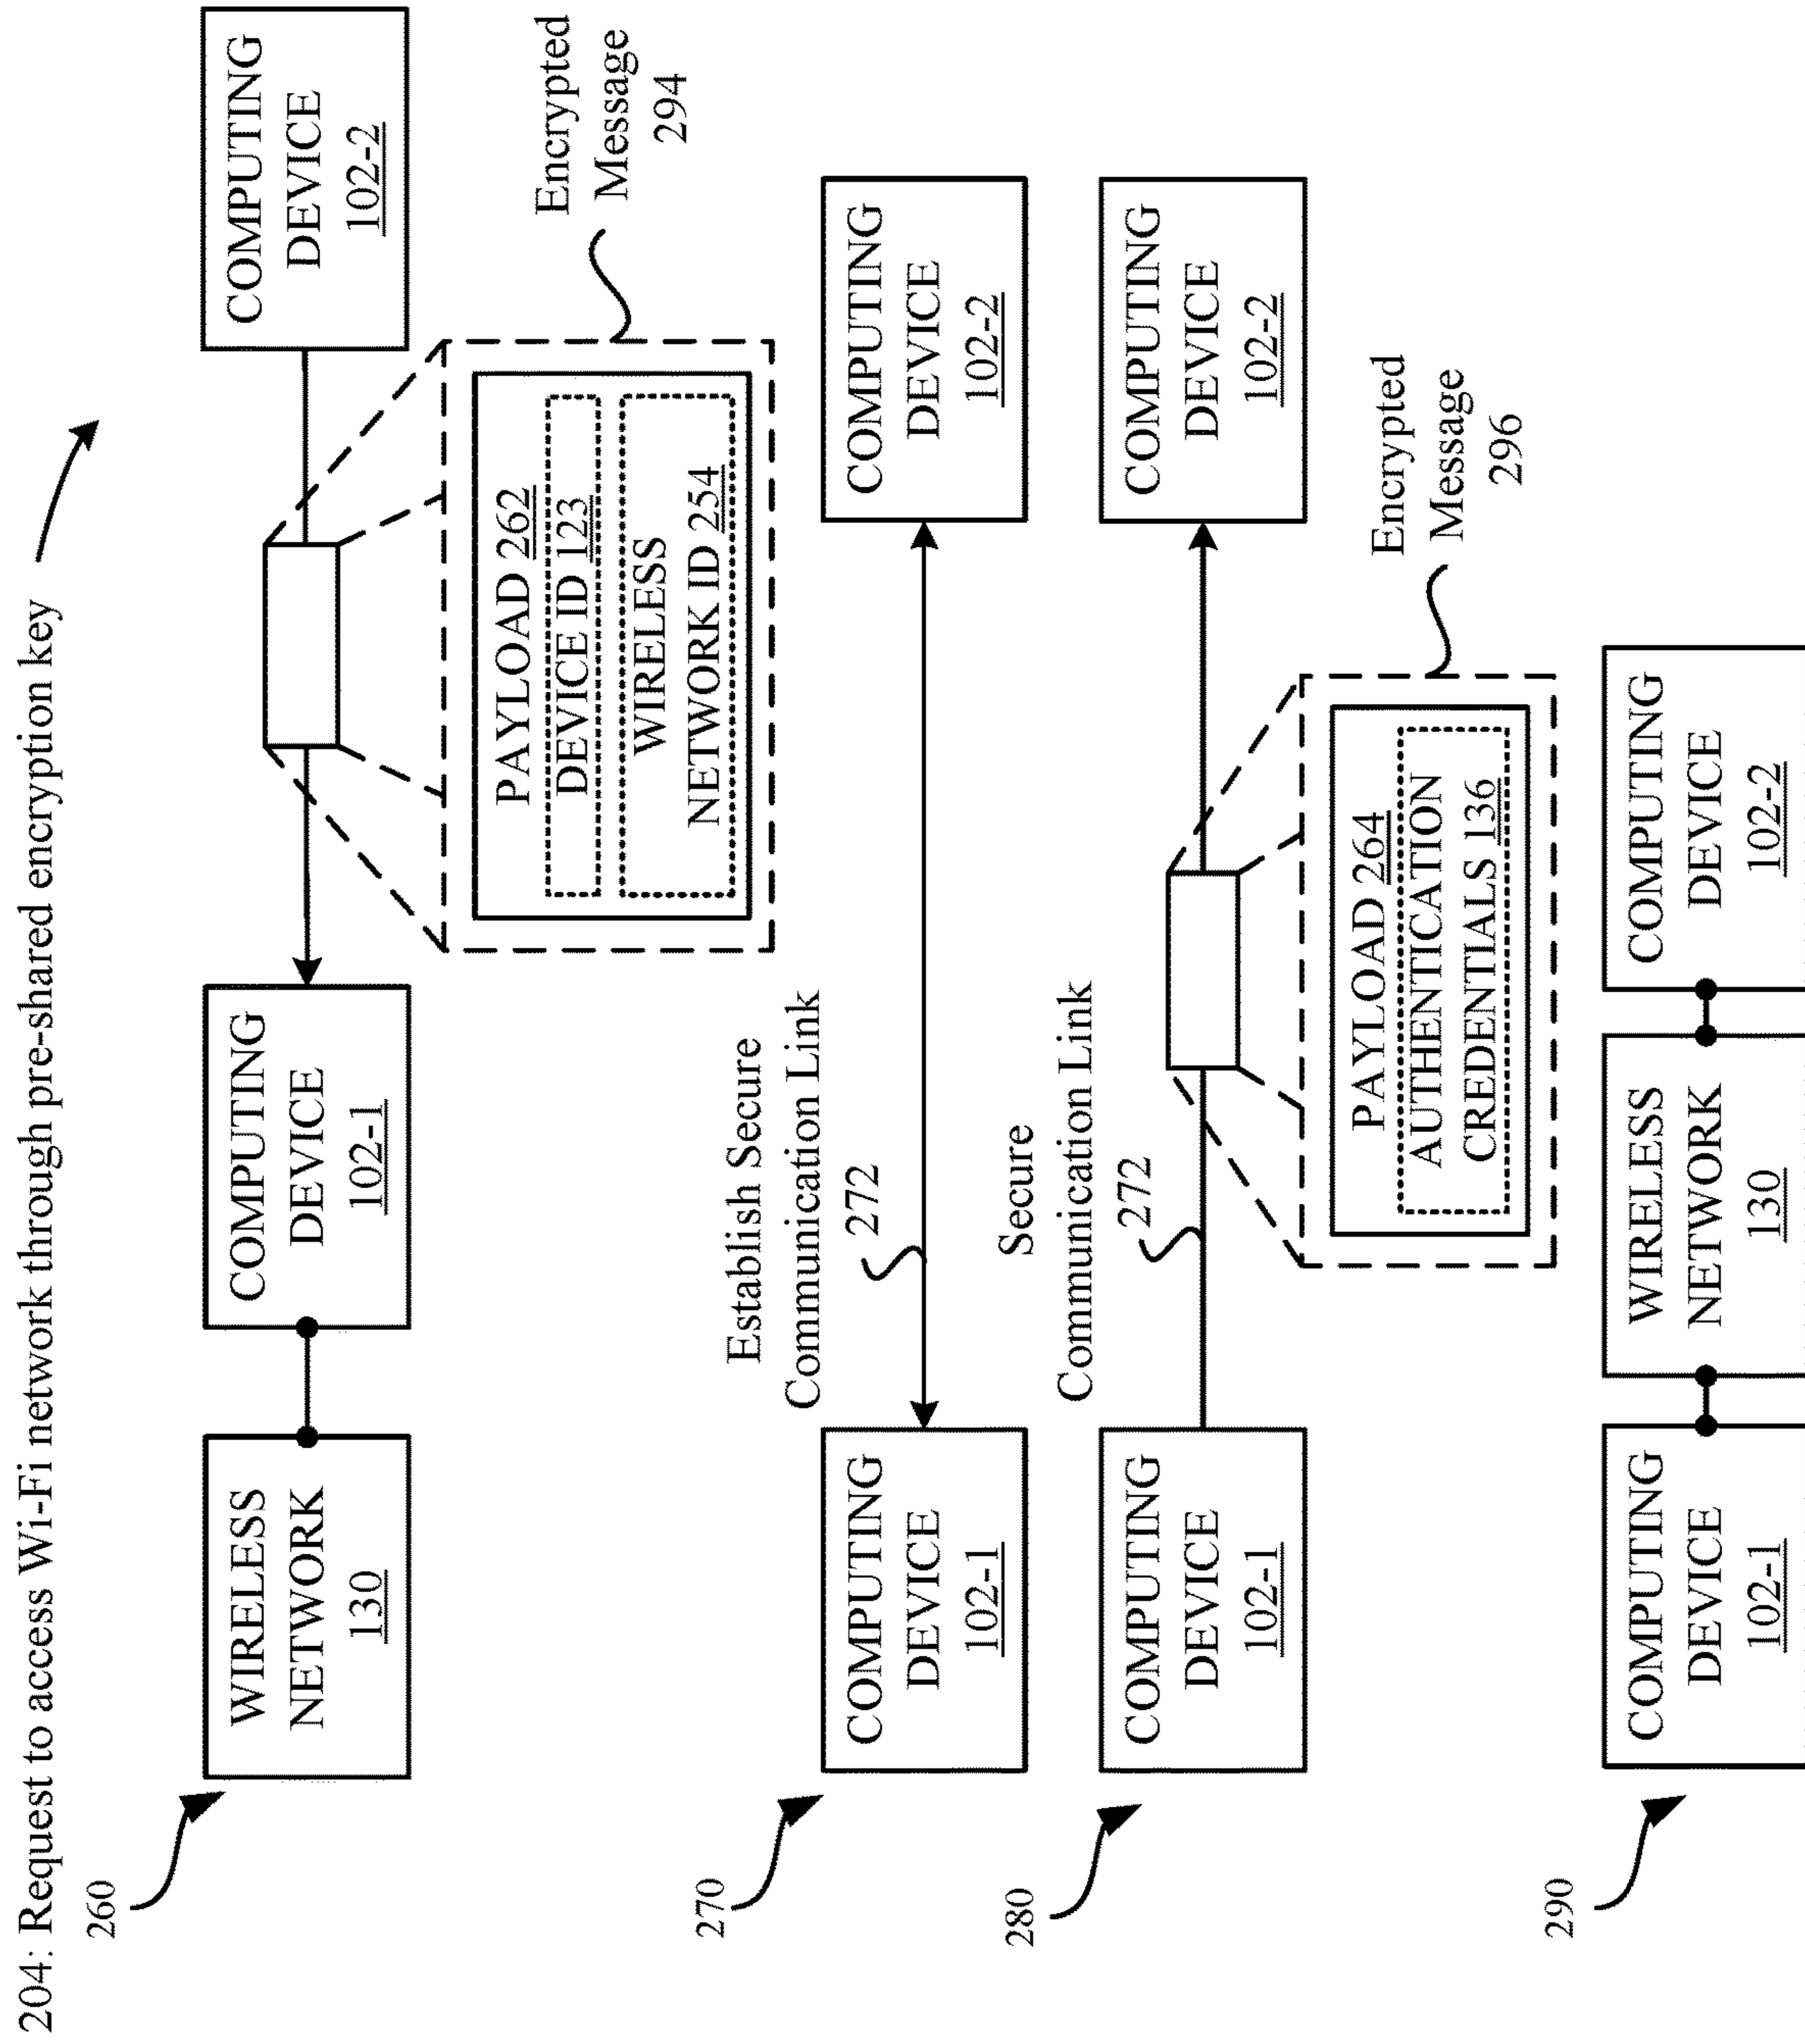 204: Request to access Wi-Fi network through pre-shared encryption key
260
WIRELESS
NETWORK
130
COMPUTING
DEVICE
102-1
COMPUTING
DEVICE
102-2
PAYLOAD 262
DEVICE ID 123
WIRELESS
NETWORK ID 254
Encrypted
Message
294
270
COMPUTING
DEVICE
102-1
Establish Secure
Communication Link
272
COMPUTING
DEVICE
102-2
280
COMPUTING
DEVICE
102-1
Secure
Communication Link
272
COMPUTING
DEVICE
102-2
PAYLOAD 264
AUTHENTICATION
CREDENTIALS 136
Encrypted
Message
296
290
COMPUTING
DEVICE
102-1
WIRELESS
NETWORK
130
COMPUTING
DEVICE
102-2